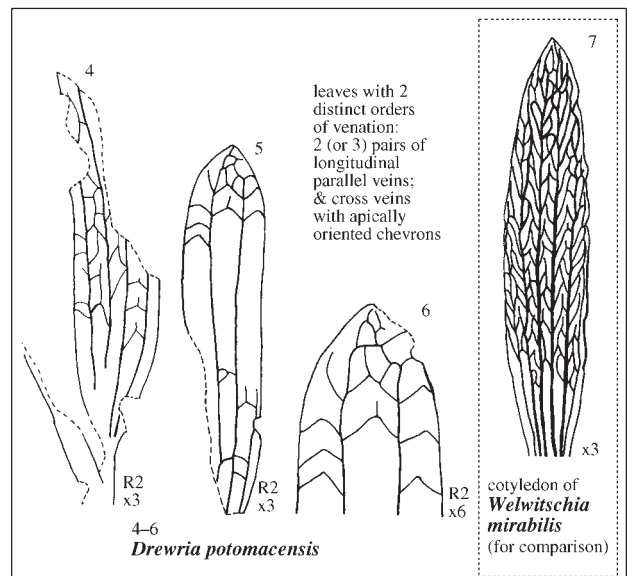 4
5
leaves with 2
distinct orders
of venation:
2 (or 3) pairs of
longitudinal
parallel veins;
& cross veins
with apically
oriented chevrons
6
R2
x3
R2
x3
R2
x6
4–6
Drewria potomacensis
7
x3
cotyledon of
Welwitschia
mirabilis
(for comparison)